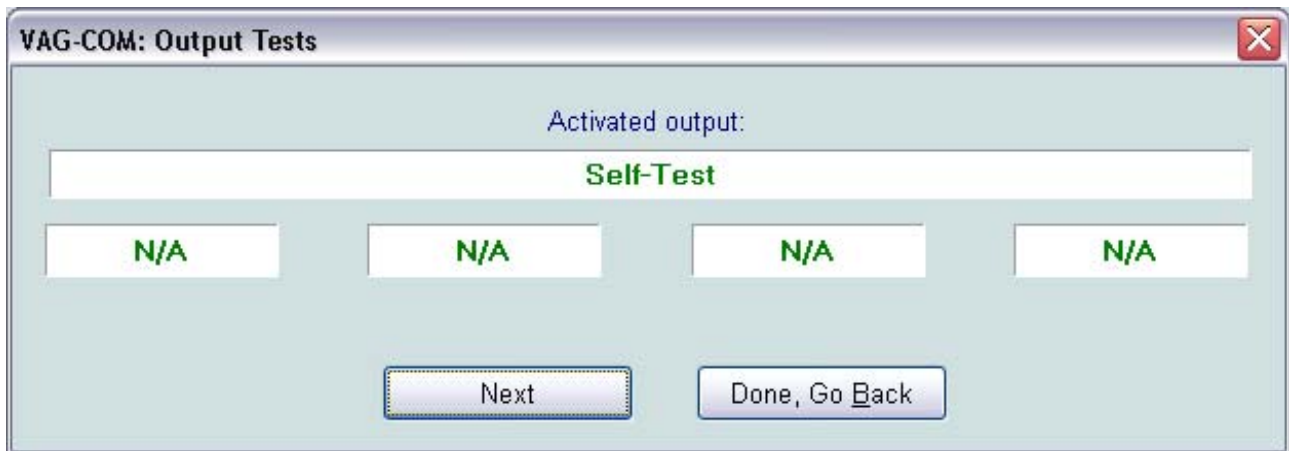 VAG-COM: Output Tests
Activated output:
Self-Test
N/A N/A N/A N/A
Next Done, Go Back